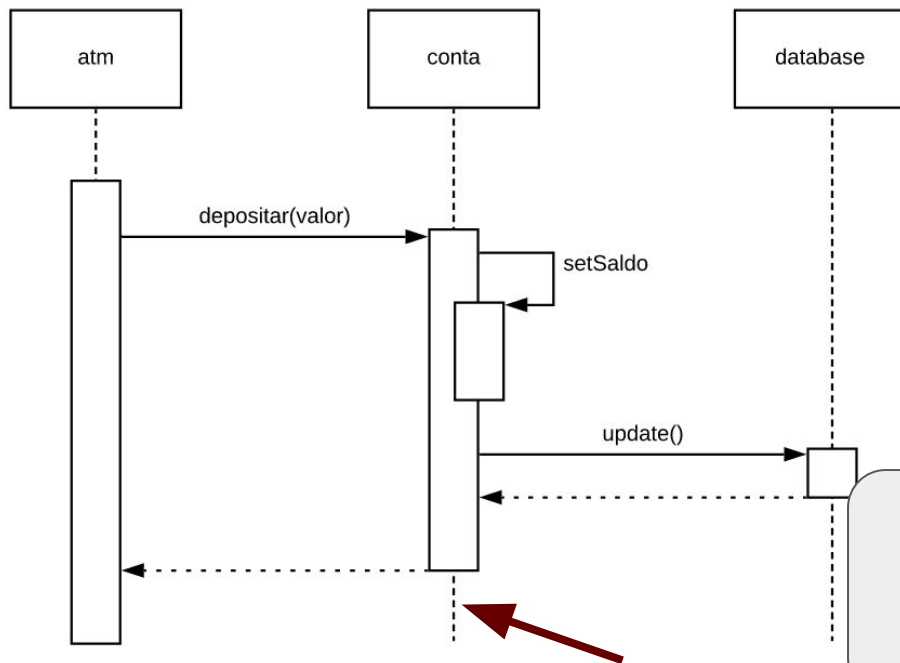 atm
conta
database
depositar(valor)
setSaldo
update()